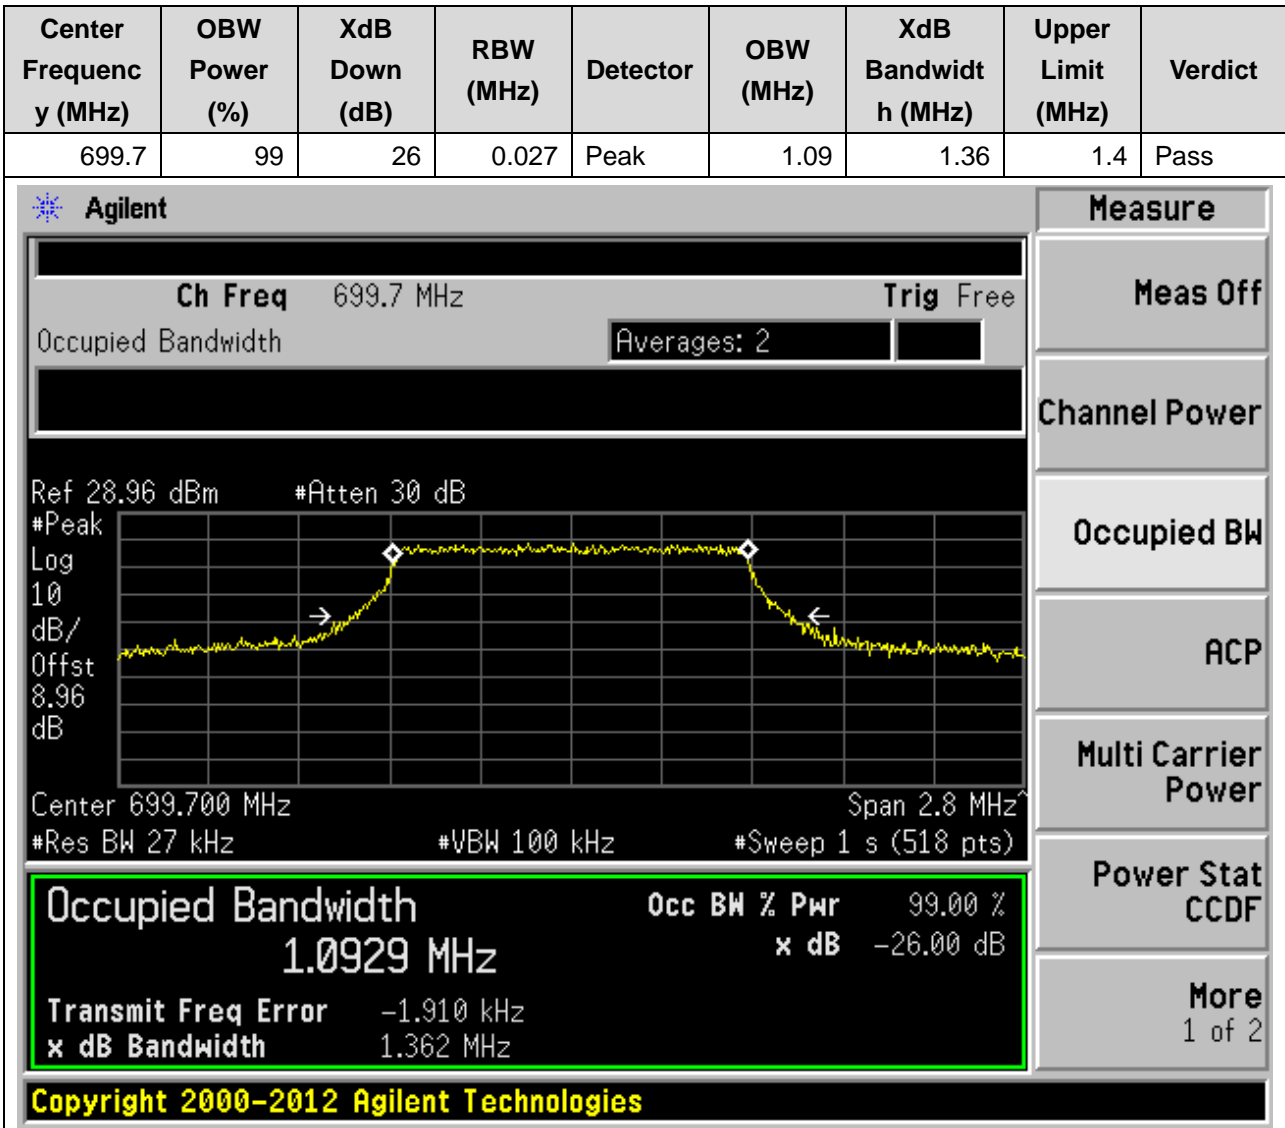 Center Frequenc y (MHz) OBW Power (%) XdB Down (dB) RBW (MHz) Detector OBW (MHz) XdB Bandwidt h (MHz) Upper Limit (MHz) Verdict
699.7 99 26 0.027 Peak 1.09 1.36 1.4 Pass
Agilent
Measure
Ch Freq 699.7 MHz Trig Free
Meas Off
Occupied Bandwidth Averages: 2
Channel Power
Ref 28.96 dBm #Atten 30 dB
#Peak
Log
10
dB/
Offst
8.96
dB
Occupied BW
ACP
Center 699.700 MHz Span 2.8 MHz^
#Res BW 27 kHz #VBW 100 kHz #Sweep 1 s (518 pts)
Multi Carrier
Power
Occupied Bandwidth Occ BW % Pwr 99.00 %
1.0929 MHz x dB -26.00 dB
Power Stat
CCDF
Transmit Freq Error -1.910 kHz
x dB Bandwidth 1.362 MHz
More
1 of 2
Copyright 2000-2012 Agilent Technologies